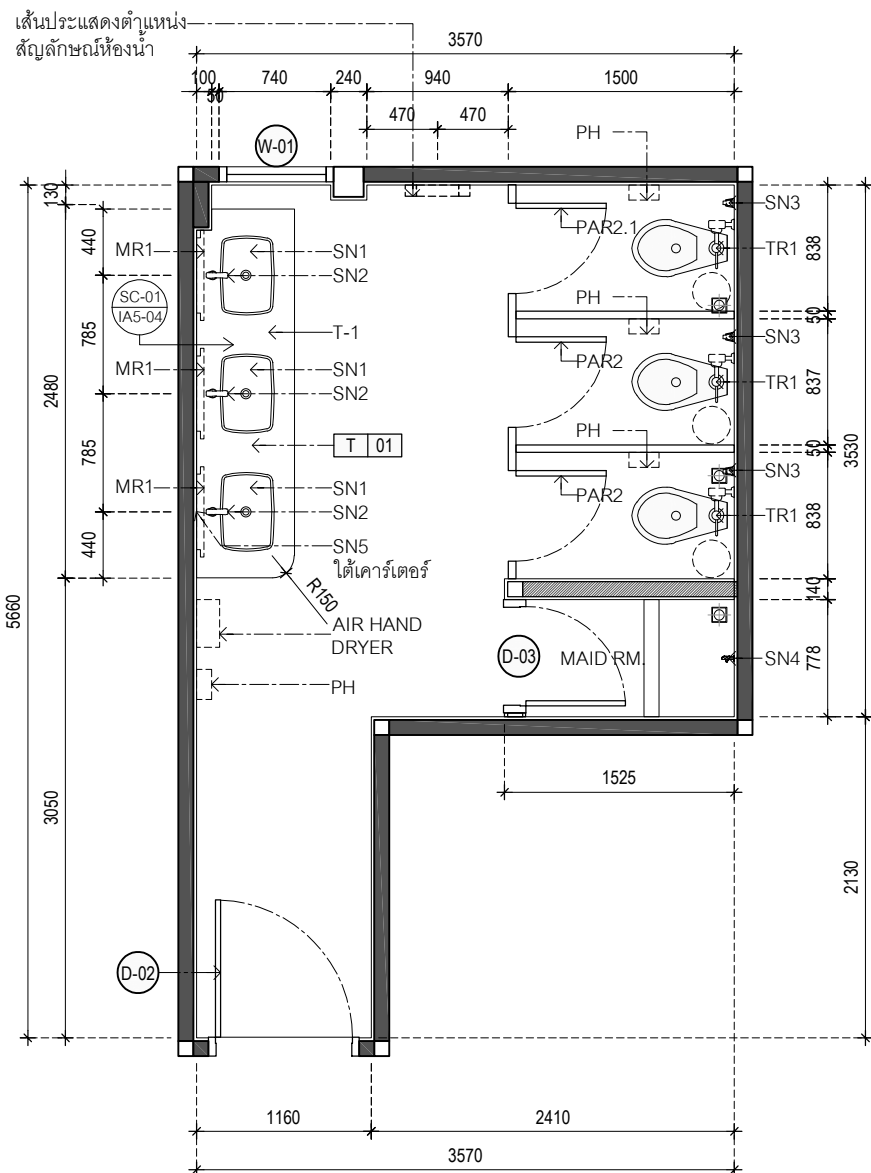 เส้นประแสดงตำแหน่ง
สัญลักษณ์ห้องน้ำ
3570
100
50
740
240
940
1500
470
470
PH
W-01
130
440
785
785
440
2480
3050
5660
MR1
SN1
SN2
SC-01
IA5-04
T-1
MR1
SN1
SN2
T 01
MR1
SN1
SN2
SN5
ใต้เคาร์เตอร์
R150
AIR HAND
DRYER
PH
PAR2.1
SN3
TR1
PH
PAR2
SN3
TR1
PH
PAR2
SN3
TR1
838
50
837
50
838
140
778
3530
2130
D-03
MAID RM.
SN4
1525
D-02
1160
2410
3570